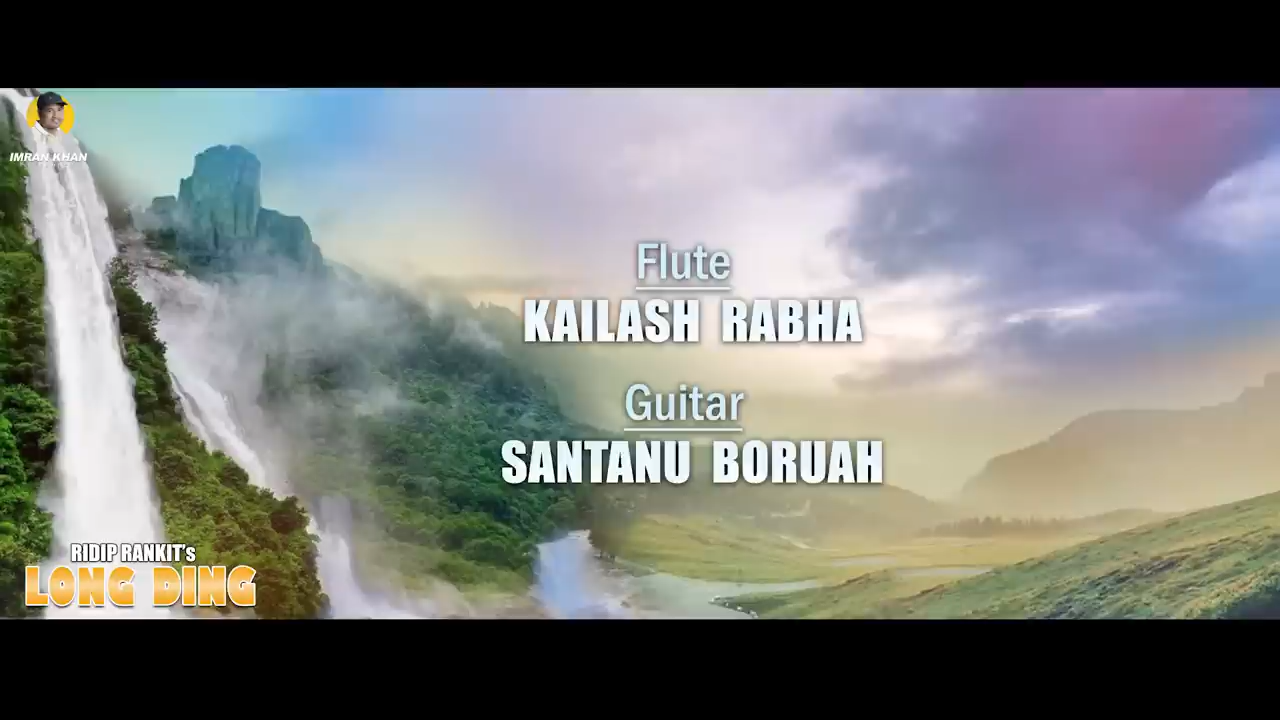 IMRAN KHAN
Flute
KAILASH RABHA
Guitar
SANTANU BORUAH
RIDIP RANKIT's
LONG DING